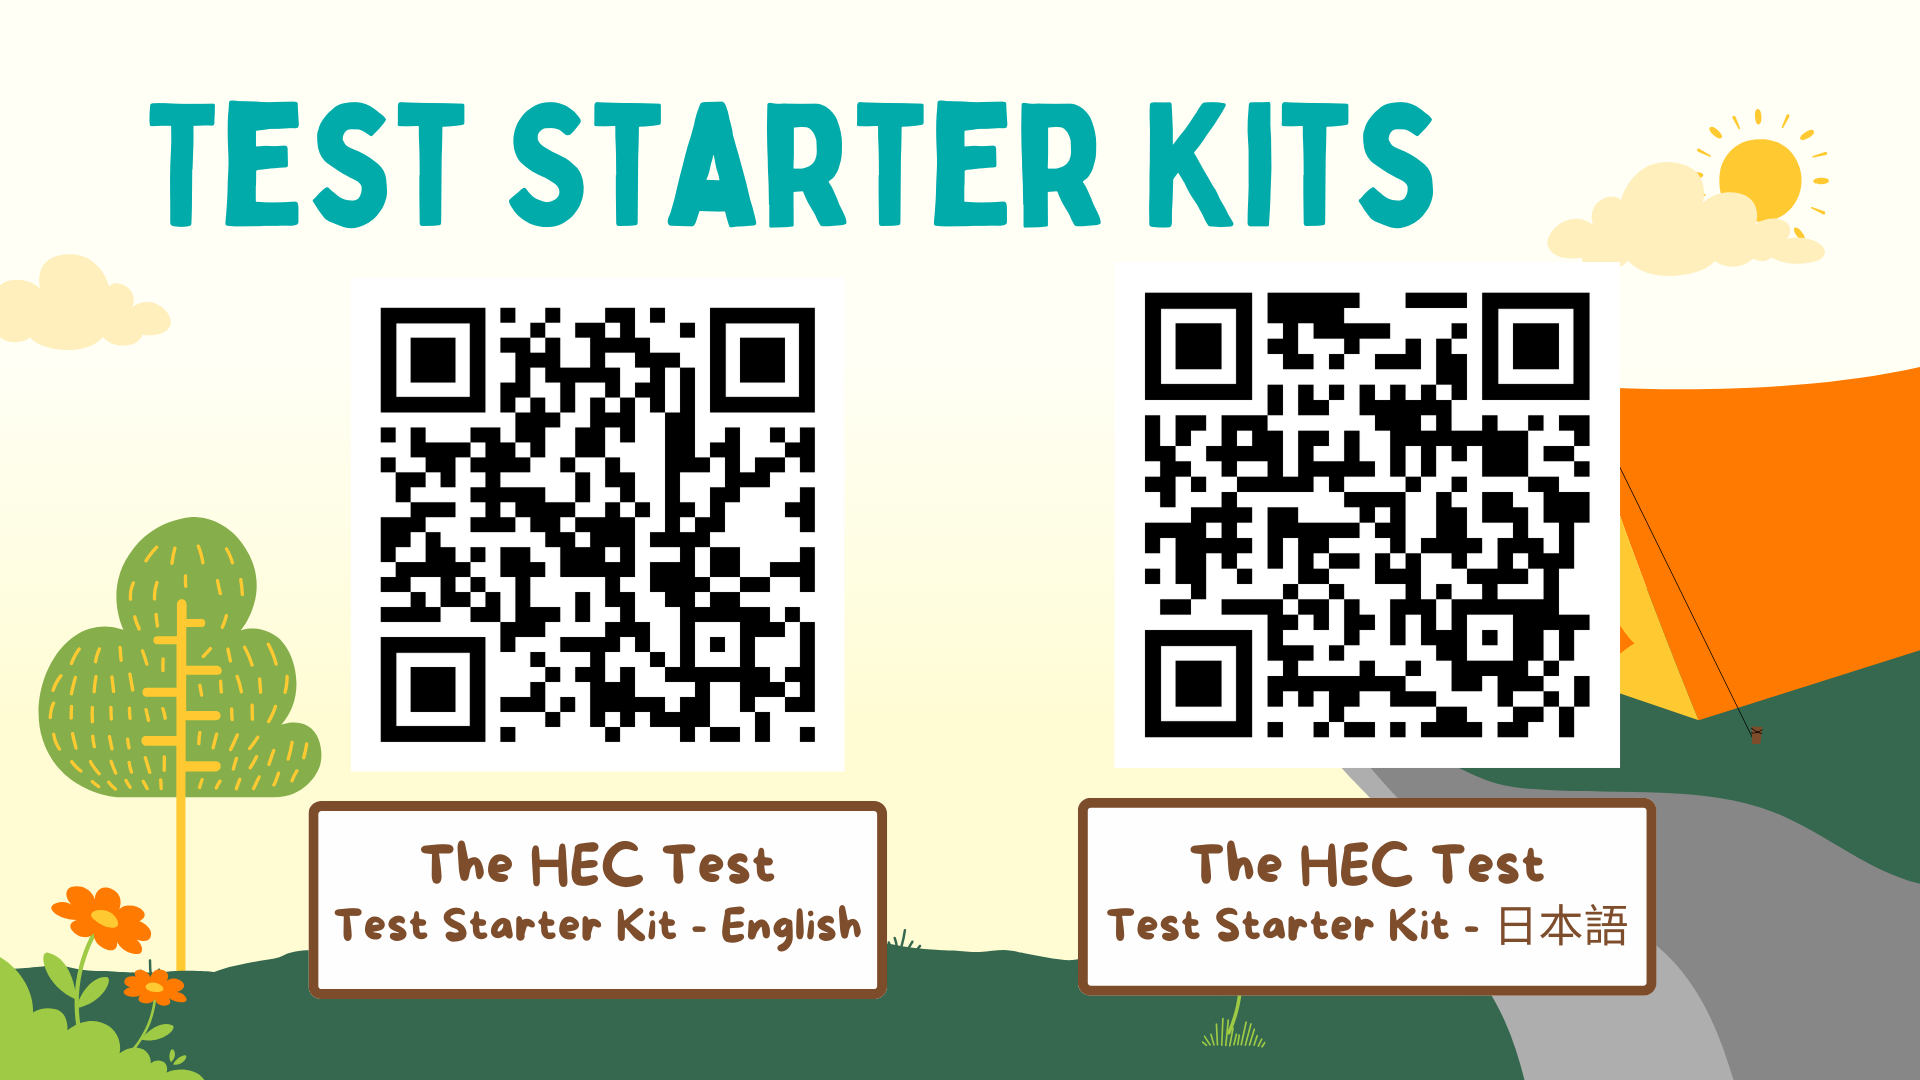 TEST STARTER KITS
The HEC Test
Test Starter Kit - English
The HEC Test
Test Starter Kit - 日本語